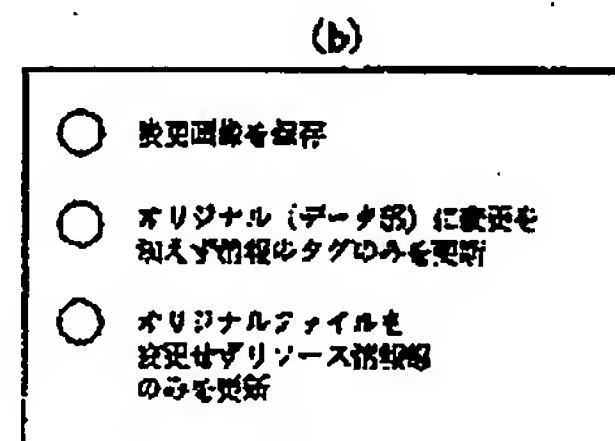 (b)
変更画像を保存
オリジナル (データ部) に変更を
加えず情報のタグのみを更新
オリジナルファイルを
変更せずリソース情報部
のみを更新